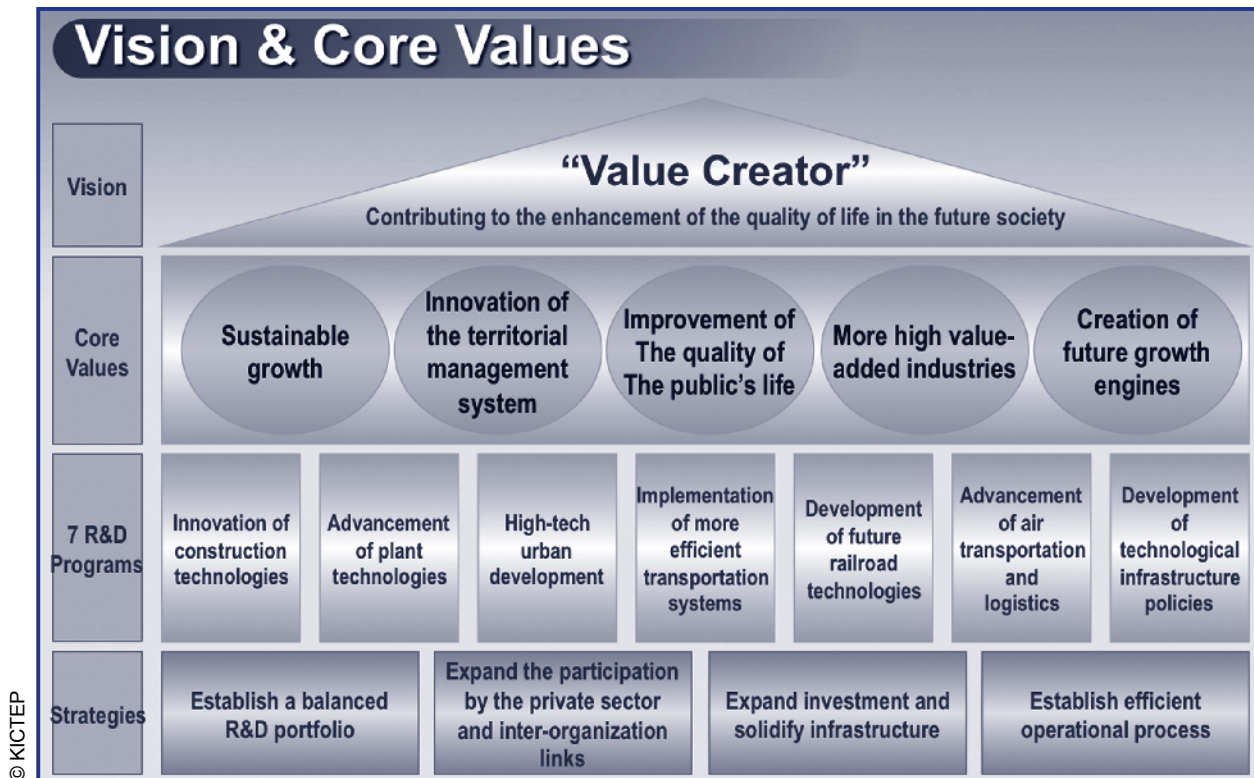 Vision & Core Values
Vision
“Value Creator”
Contributing to the enhancement of the quality of life in the future society
Core
Values
Sustainable
growth
Innovation of
the territorial
management
system
Improvement of
The quality of
The public’s life
More high value-
added industries
Creation of
future growth
engines
7 R&D
Programs
Innovation of
construction
technologies
Advancement
of plant
technologies
High-tech
urban
development
Implementation
of more
efficient
transportation
systems
Development
of future
railroad
technologies
Advancement
of air
transportation
and
logistics
Development
of
technological
infrastructure
policies
Strategies
Establish a balanced
R&D portfolio
Expand the participation
by the private sector
and inter-organization
links
Expand investment and
solidify infrastructure
Establish efficient
operational process
© KICTEP